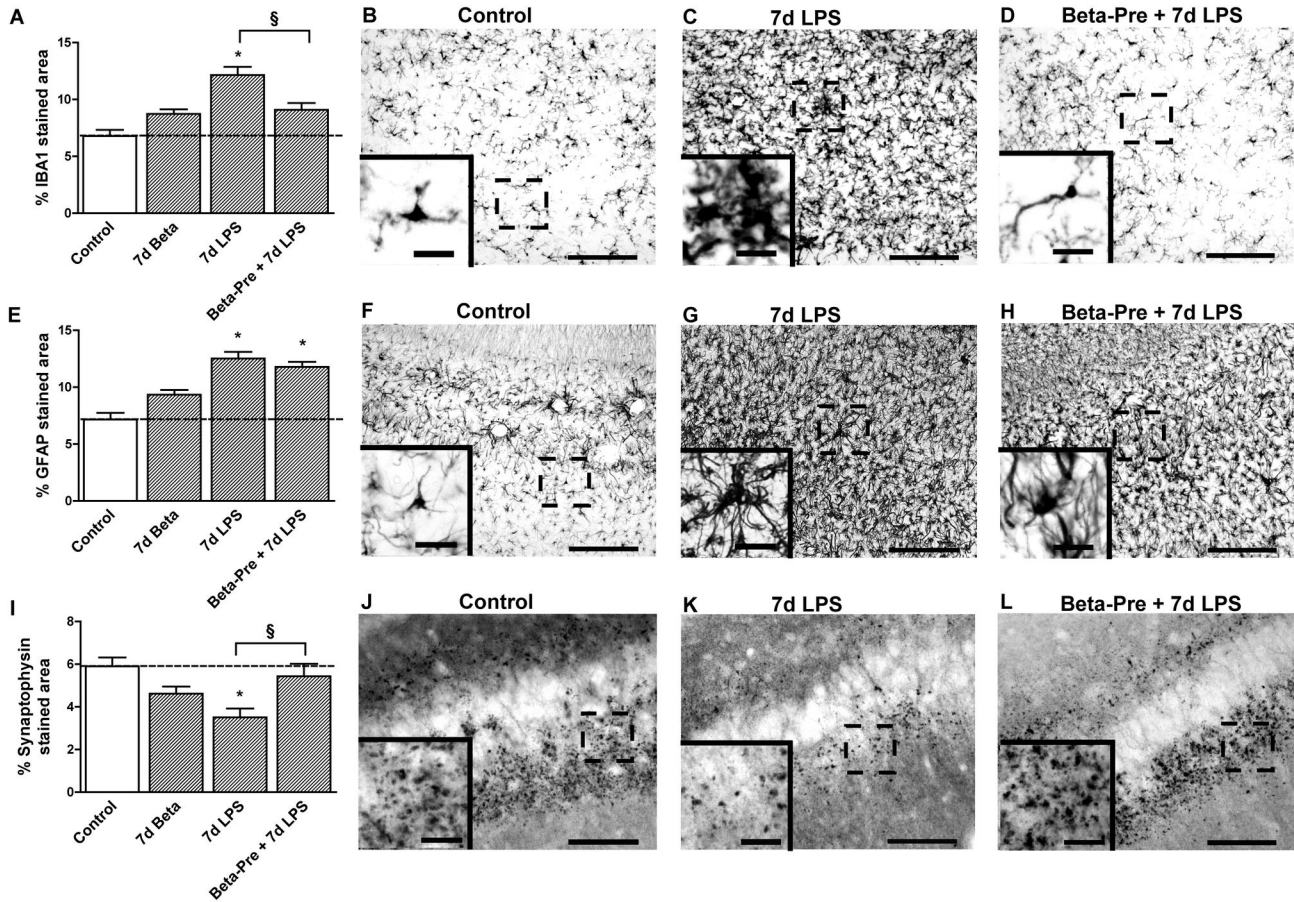 A
§
*
15
10
5
0
% IBA1 stained area
Control
7d Beta
7d LPS
Beta-Pre + 7d LPS
B
Control
C
7d LPS
D
Beta-Pre + 7d LPS
E
*
*
15
10
5
0
% GFAP stained area
Control
7d Beta
7d LPS
Beta-Pre + 7d LPS
F
Control
G
7d LPS
H
Beta-Pre + 7d LPS
I
§
*
8
6
4
2
0
% Synaptophysin
stained area
Control
7d Beta
7d LPS
Beta-Pre + 7d LPS
J
Control
K
7d LPS
L
Beta-Pre + 7d LPS